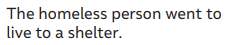 The homeless person went to
live to a shelter.